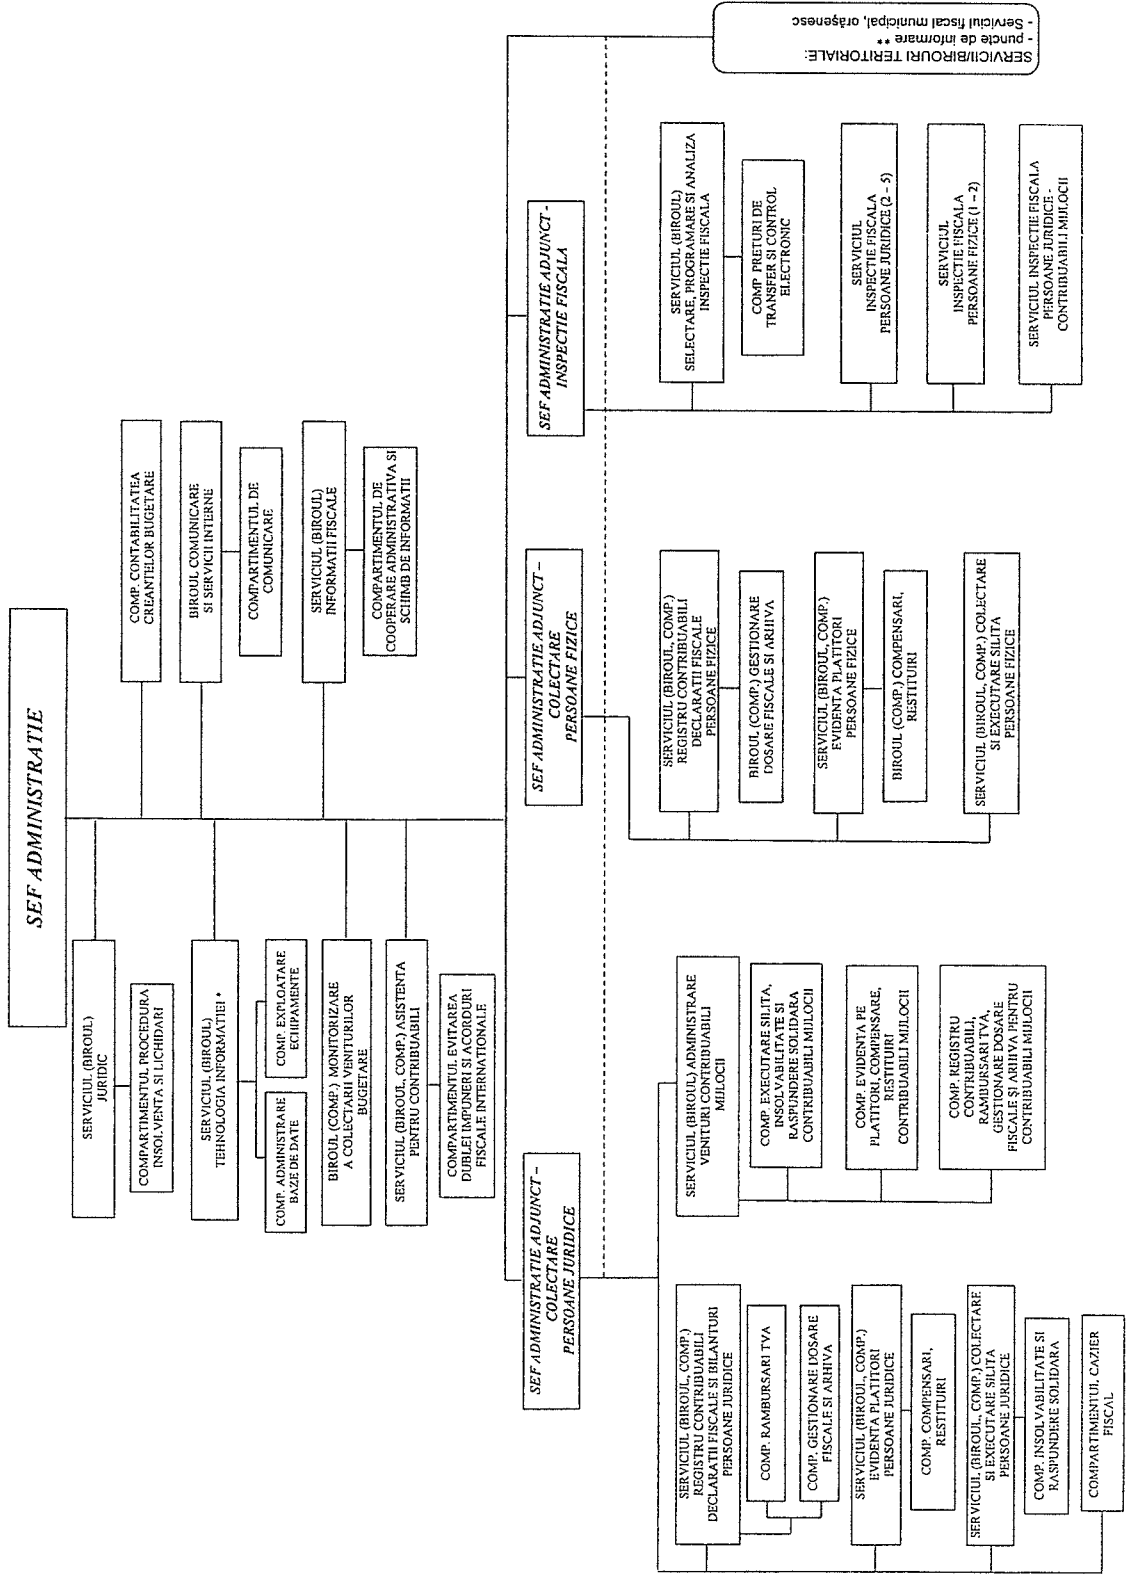 SEF ADMINISTRATIE
SERVICIUL (BIROUL)
JURIDIC
COMPARTIMENTUL PROCEDURA
INSOLVENTA SI LICHIDARI
SERVICIUL (BIROUL)
TEHNOLOGIA INFORMATIEI *
COMP. ADMINISTRARE
BAZE DE DATE
COMP. EXPLOATARE
ECHIPAMENTE
BIROUL (COMP.) MONITORIZARE
A COLECTARII VENITURILOR
BUGETARE
SERVICIUL (BIROUL, COMP.) ASISTENTA
PENTRU CONTRIBUABILI
COMPARTIMENTUL EVITAREA
DUBLEI IMPUNERI SI ACORDURI
FISCALE INTERNATIONALE
COMP. CONTABILITATEA
CREANTELOR BUGETARE
BIROUL COMUNICARE
SI SERVICII INTERNE
COMPARTIMENTUL DE
COMUNICARE
SERVICIUL (BIROUL)
INFORMATII FISCALE
COMPARTIMENTUL DE
COOPERARE ADMINISTRATIVA SI
SCHIMB DE INFORMATII
SEF ADMINISTRATIE ADJUNCT –
COLECTARE
PERSOANE JURIDICE
SERVICIUL (BIROUL, COMP.)
REGISTRU CONTRIBUABILI
DECLARATII FISCALE SI BILANTURI
PERSOANE JURIDICE
COMP. RAMBURSARI TVA
COMP. GESTIONARE DOSARE
FISCALE SI ARHIVA
SERVICIUL (BIROUL, COMP.)
EVIDENTA PLATITORI
PERSOANE JURIDICE
COMP. COMPENSARI,
RESTITUIRI
SERVICIUL (BIROUL, COMP.) COLECTARE
SI EXECUTARE SILITA
PERSOANE JURIDICE
COMP. INSOLVABILITATE SI
RASPUNDERE SOLIDARA
COMPARTIMENTUL CAZIER
FISCAL
SERVICIUL (BIROUL) ADMINISTRARE
VENITURI CONTRIBUABILI
MIJLOCII
COMP. EXECUTARE SILITA,
INSOLVABILITATE SI
RASPUNDERE SOLIDARA
CONTRIBUABILI MIJLOCII
COMP. EVIDENTA PE
PLATITORI, COMPENSARE,
RESTITUIRI
CONTRIBUABILI MIJLOCII
COMP. REGISTRU
CONTRIBUABILI,
RAMBURSARI TVA,
GESTIONARE DOSARE
FISCALE ȘI ARHIVA PENTRU
CONTRIBUABILI MIJLOCII
SEF ADMINISTRATIE ADJUNCT –
COLECTARE
PERSOANE FIZICE
SERVICIUL (BIROUL, COMP.)
REGISTRU CONTRIBUABILI
DECLARATII FISCALE
PERSOANE FIZICE
BIROUL (COMP.) GESTIONARE
DOSARE FISCALE SI ARHIVA
SERVICIUL (BIROUL, COMP.)
EVIDENTA PLATITORI
PERSOANE FIZICE
BIROUL (COMP.) COMPENSARI,
RESTITUIRI
SERVICIUL (BIROUL, COMP.) COLECTARE
SI EXECUTARE SILITA
PERSOANE FIZICE
SEF ADMINISTRATIE ADJUNCT -
INSPECTIE FISCALA
SERVICIUL (BIROUL)
SELECTARE, PROGRAMARE SI ANALIZA
INSPECTIE FISCALA
COMP PRETURI DE
TRANSFER SI CONTROL
ELECTRONIC
SERVICIUL
INSPECTIE FISCALA
PERSOANE JURIDICE (2 – 5)
SERVICIUL
INSPECTIE FISCALA
PERSOANE FIZICE (1 – 2)
SERVICIUL INSPECTIE FISCALA
PERSOANE JURIDICE -
CONTRIBUABILI MIJLOCII
SERVICII/BIROURI TERITORIALE:
- puncte de informare **
- Serviciul fiscal municipal, orăşenesc